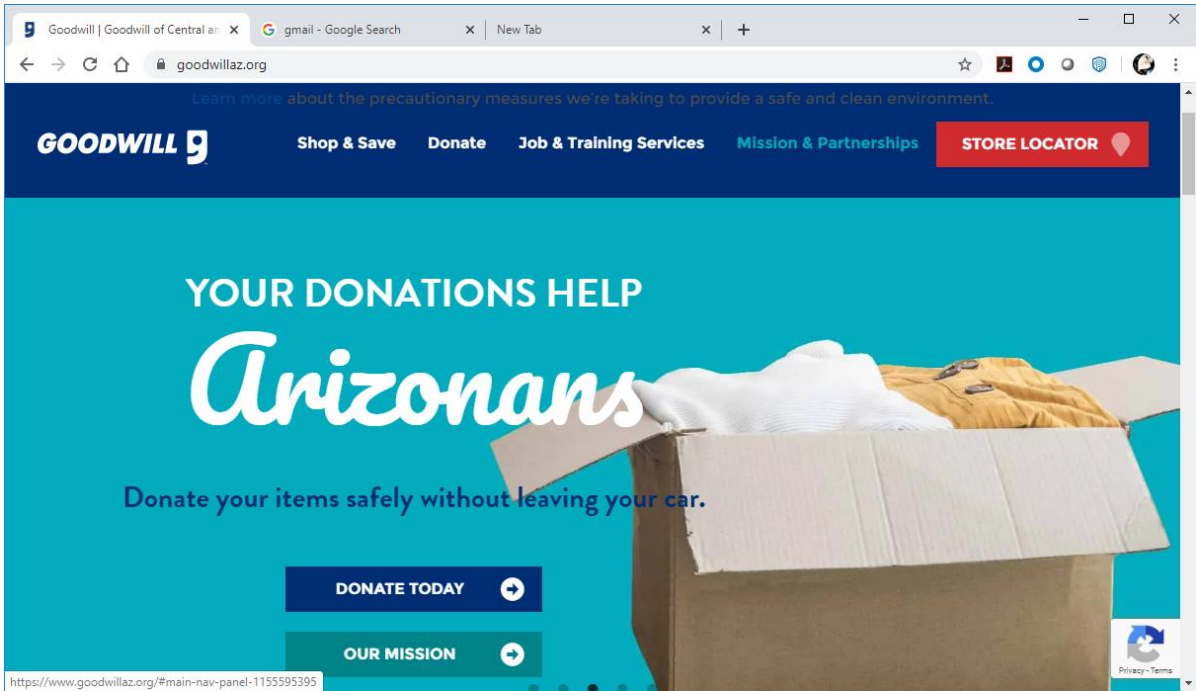 Goodwill | Goodwill of Central an
gmail - Google Search
New Tab
goodwillaz.org
Learn more about the precautionary measures we're taking to provide a safe and clean environment.
GOODWILL
Shop & Save Donate Job & Training Services Mission & Partnerships STORE LOCATOR
YOUR DONATIONS HELP
Arizonans
Donate your items safely without leaving your car.
DONATE TODAY
OUR MISSION
Privacy - Terms
https://www.goodwillaz.org/#main-nav-panel-1155595395